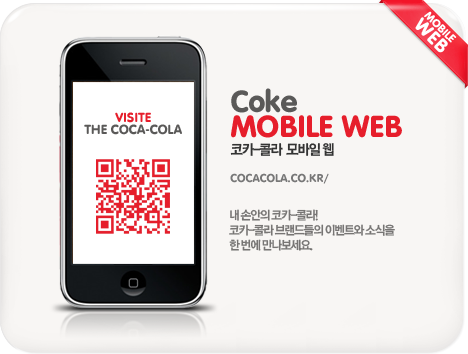 MOBILE
WEB
VISITE
THE COCA-COLA
Coke
MOBILE WEB
코카-콜라 모바일 웹
COCACOLA.CO.KR/
내 손안의 코카-콜라!
코카-콜라 브랜드들의 이벤트와 소식을
한 번에 만나보세요.